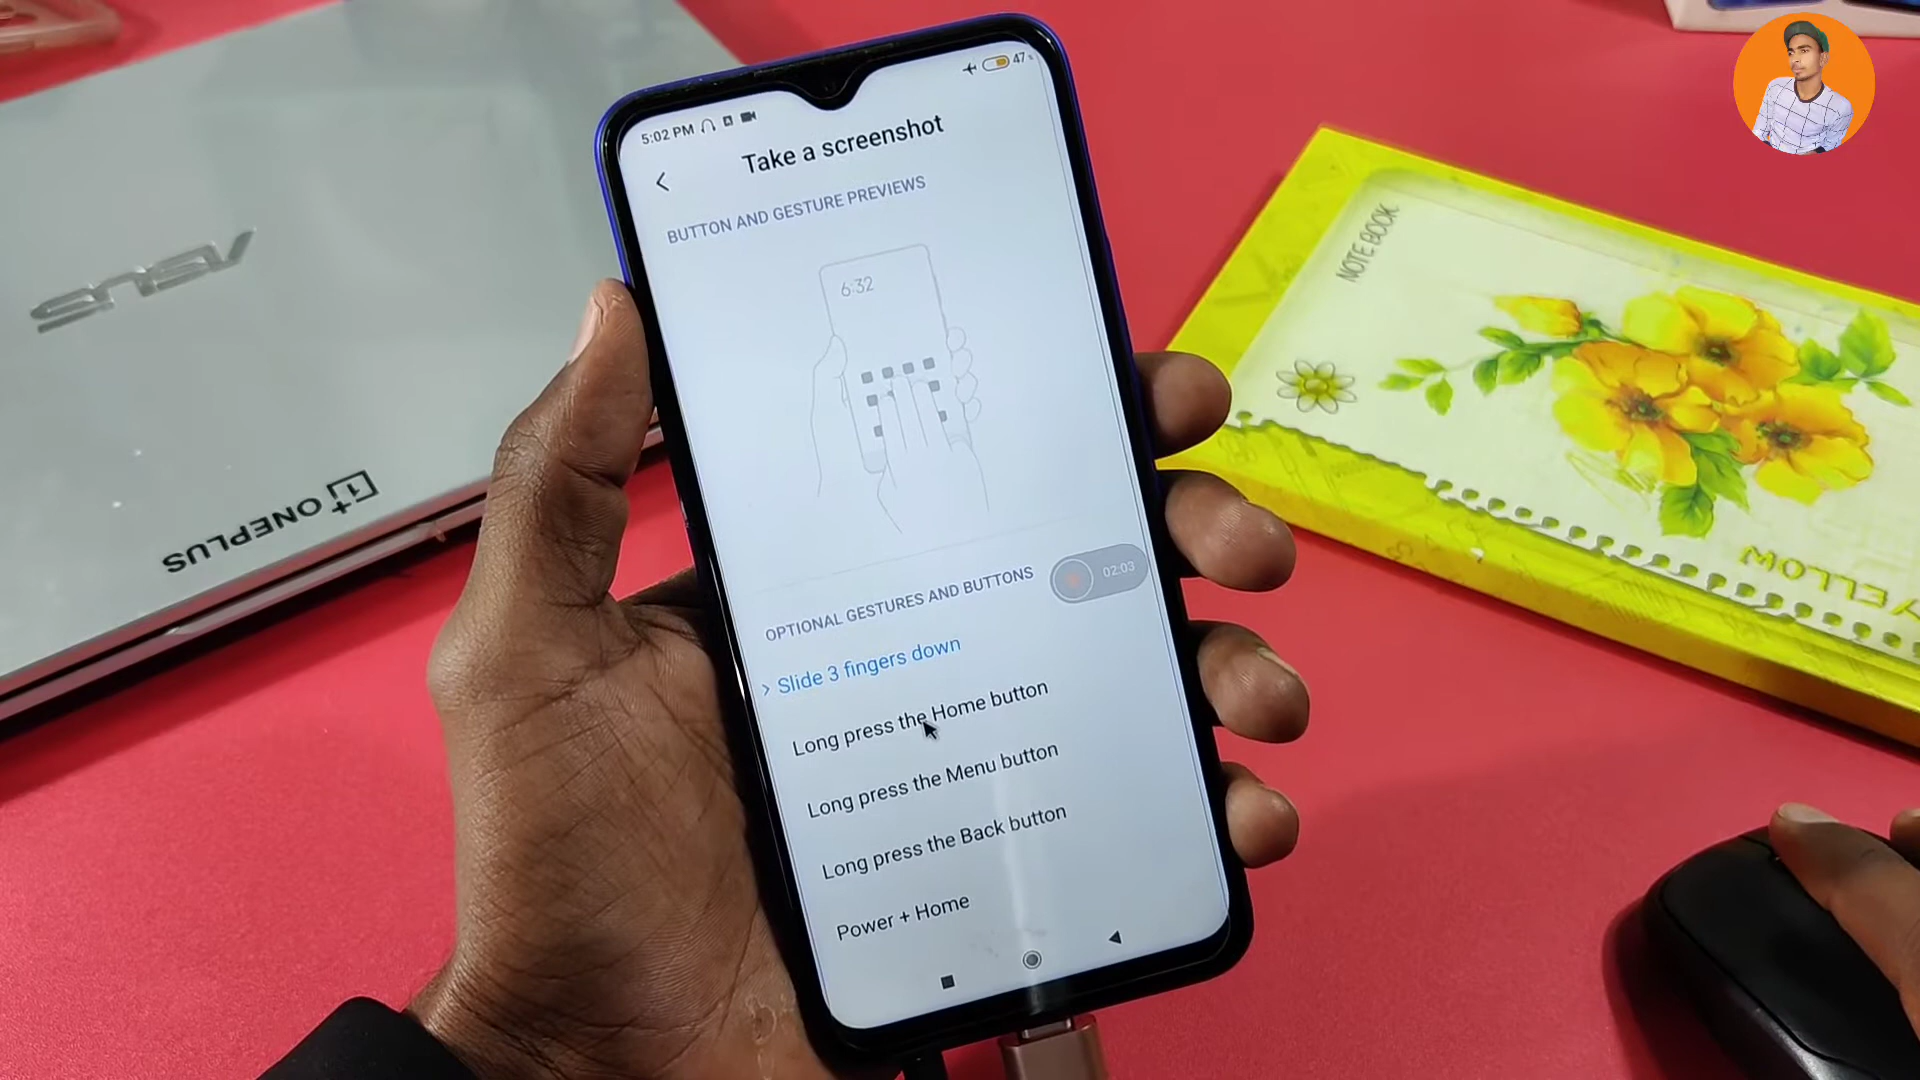 5:02 PM
47%
Take a screenshot
BUTTON AND GESTURE PREVIEWS
6:32
OPTIONAL GESTURES AND BUTTONS
02:03
Slide 3 fingers down
Long press the Home button
Long press the Menu button
Long press the Back button
Power + Home
ASUS
ONEPLUS
NOTE BOOK
YELLOW